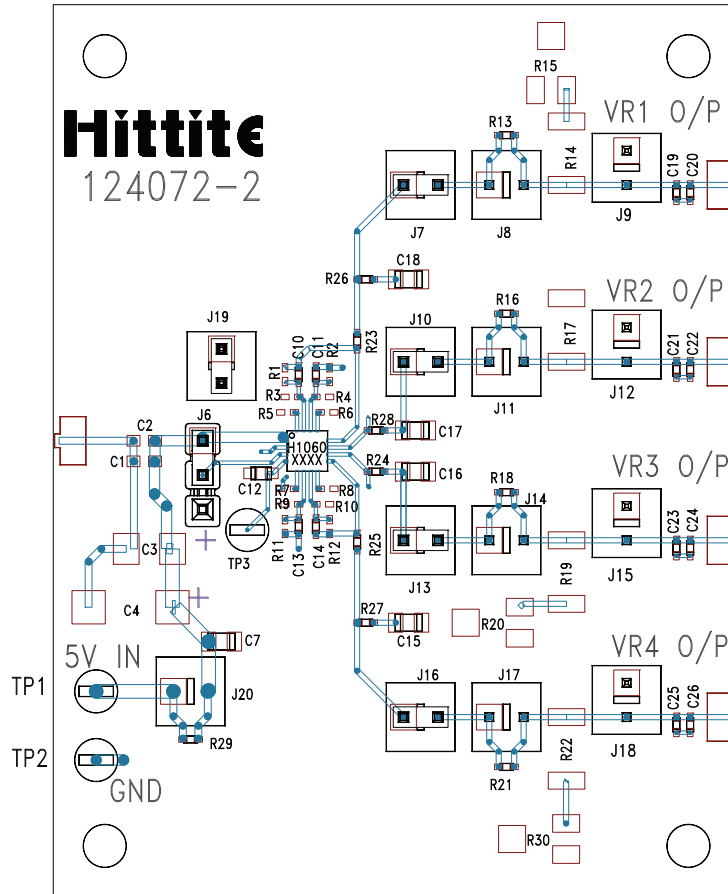 R15
VR1 O/P
Hittite
R13
C19
C20
R14
124072-2
J7
J8
J9
C18
R26
VR2 O/P
J19
R16
R17
J10
R23
C10
C11
R2
R1
C21
C22
J11
J12
R3
R4
J6
R5
R6
C2
R28
C17
H1060
XXXX
VR3 O/P
C1
R24
C16
C12
R7
R8
R18
J14
R9
R10
C23
C24
TP3
R11
C13
C14
R12
R25
C3
J13
J15
R19
C4
R27
R20
C15
C7
VR4 O/P
5V IN
J16
J17
TP1
J20
C25
C26
R29
R22
J18
TP2
R21
GND
R30